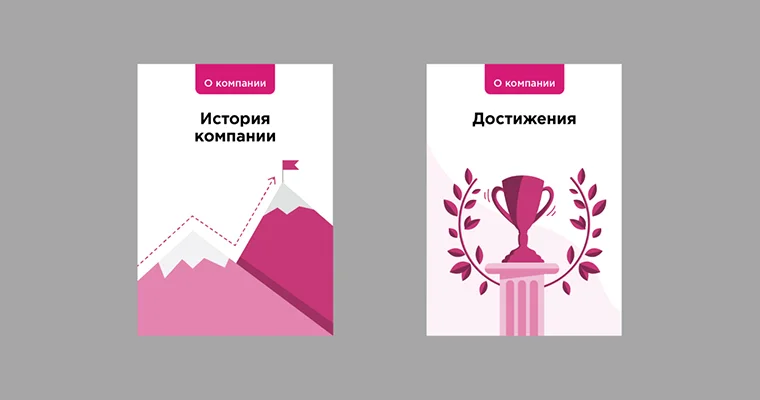 О компании
История
компании
О компании
Достижения